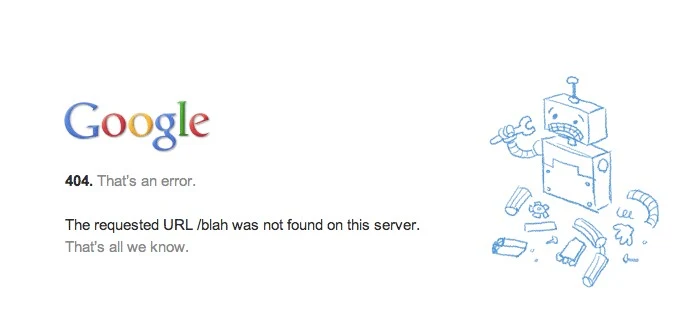 Google
404. That's an error.
The requested URL /blah was not found on this server.
That's all we know.